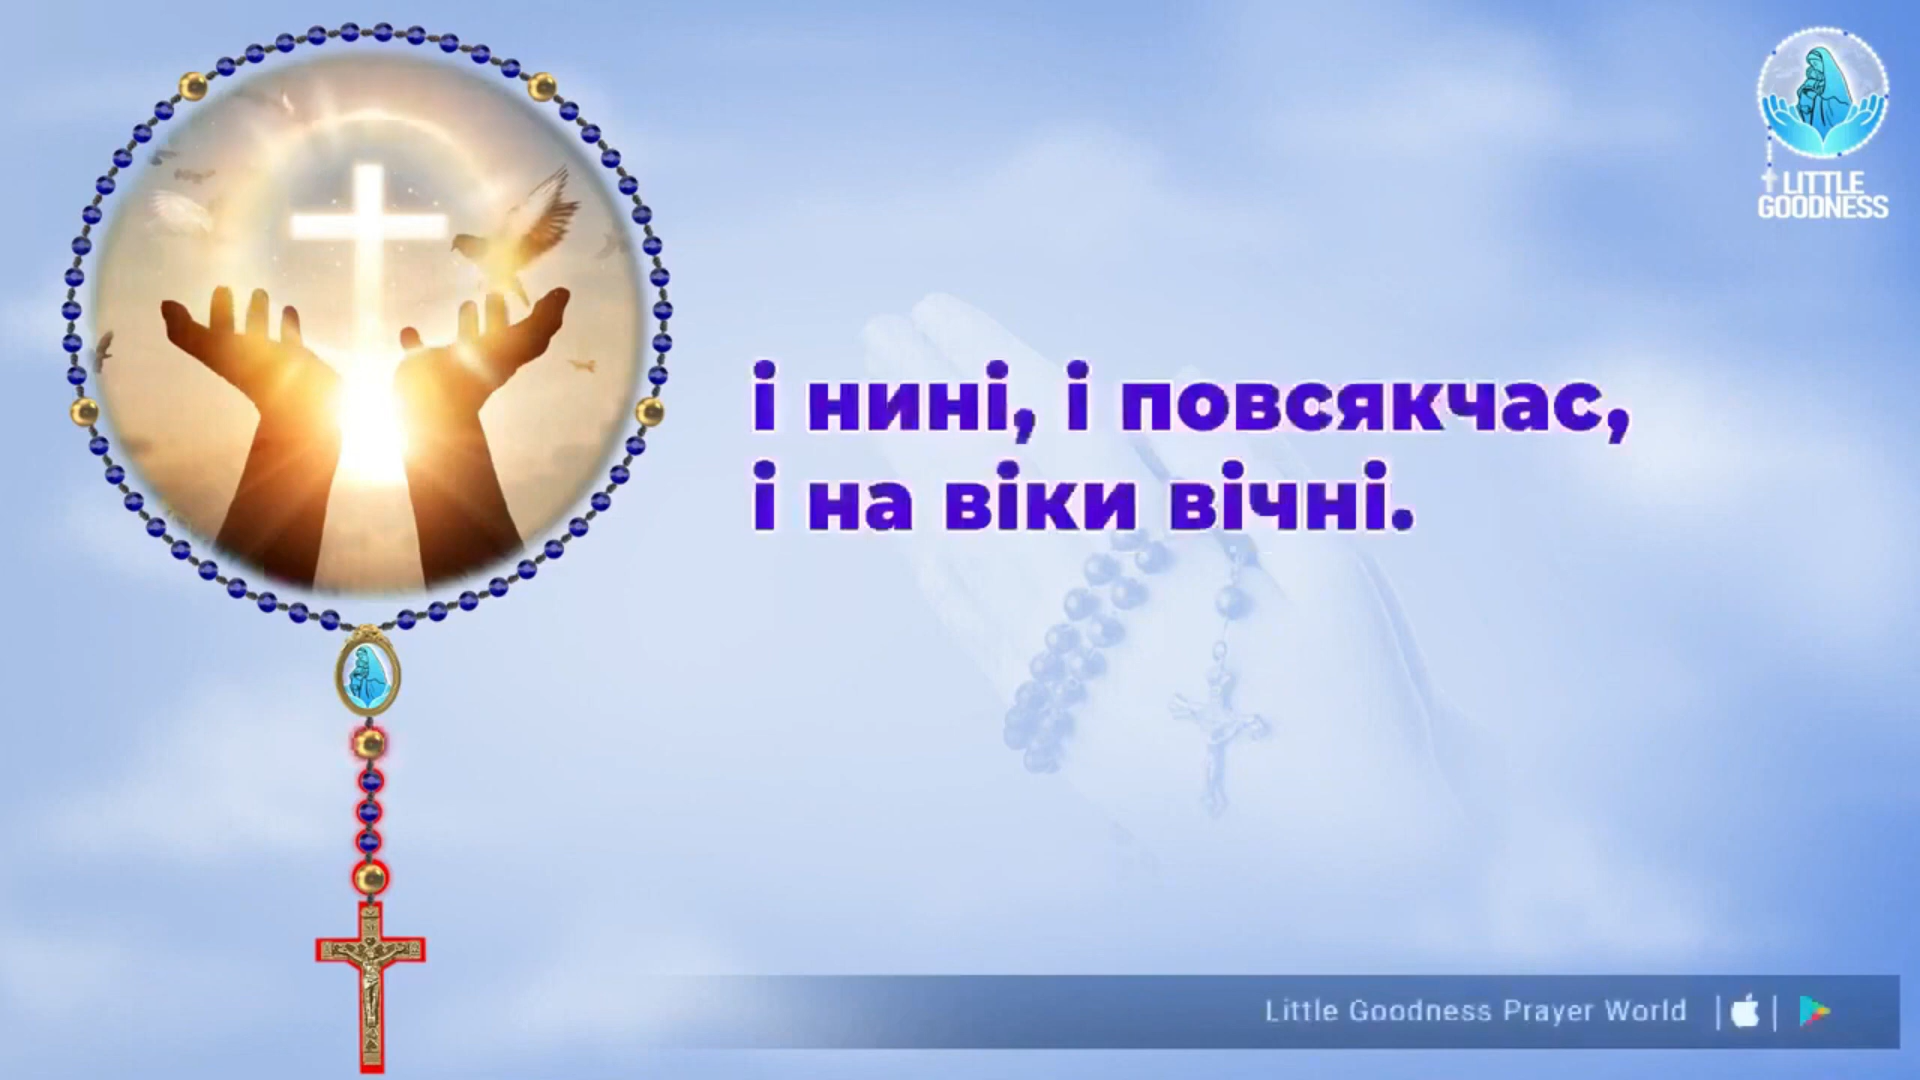 LITTLE
GOODNESS
і нині, і повсякчас,
і на віки вічні.
Little Goodness Prayer World